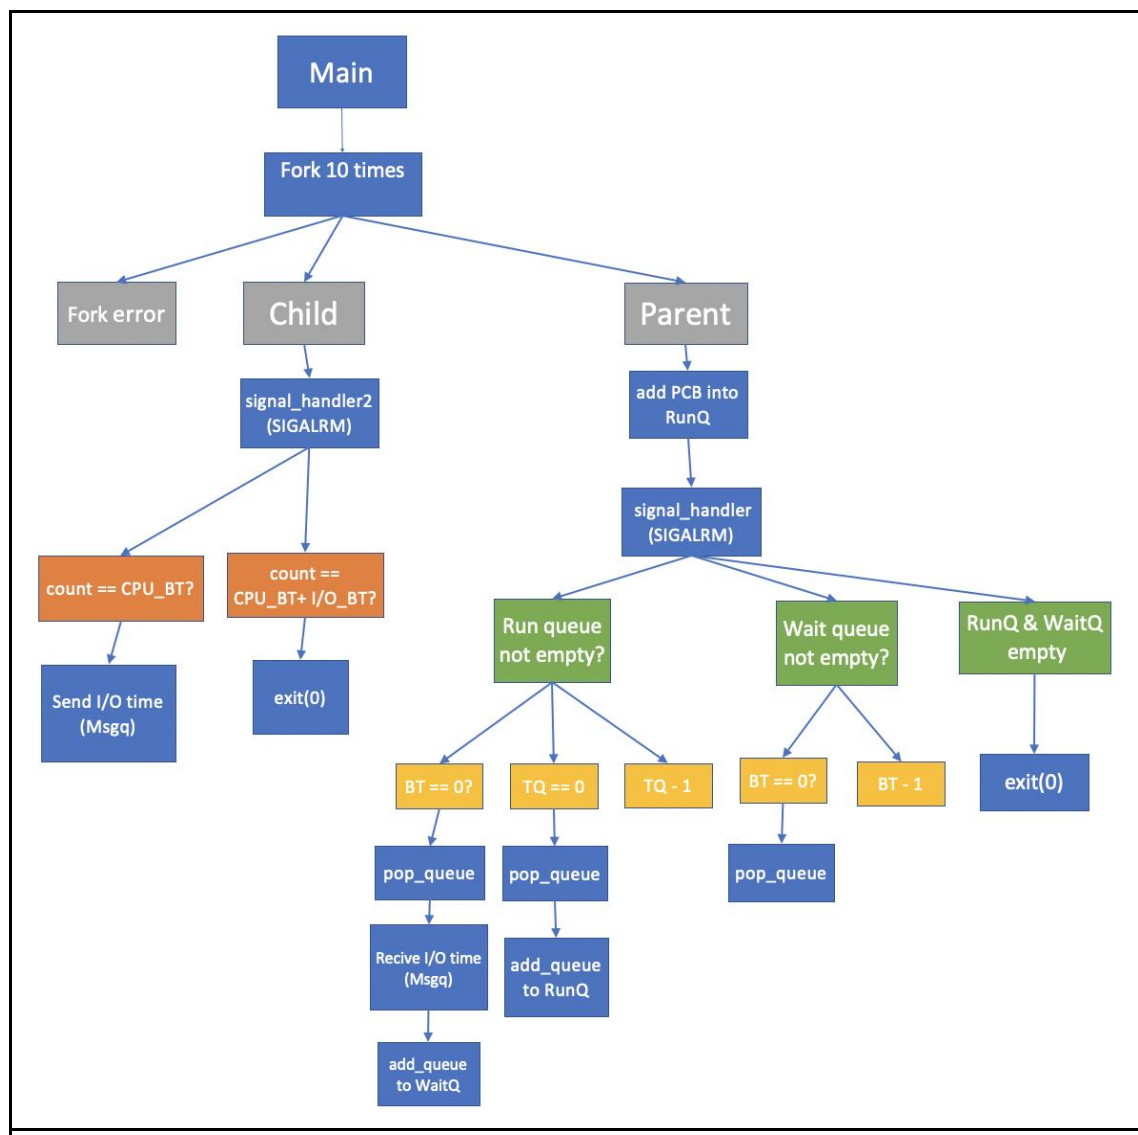 Main
Fork 10 times
Fork error
Child
Parent
signal_handler2
(SIGALRM)
add PCB into
RunQ
signal_handler
(SIGALRM)
count == CPU_BT?
count ==
CPU_BT+ I/O_BT?
Run queue
not empty?
Wait queue
not empty?
RunQ & WaitQ
empty
Send I/O time
(Msgq)
exit(0)
BT == 0?
TQ == 0
TQ - 1
BT == 0?
BT - 1
exit(0)
pop_queue
pop_queue
pop_queue
Recive I/O time
(Msgq)
add_queue
to RunQ
add_queue
to WaitQ